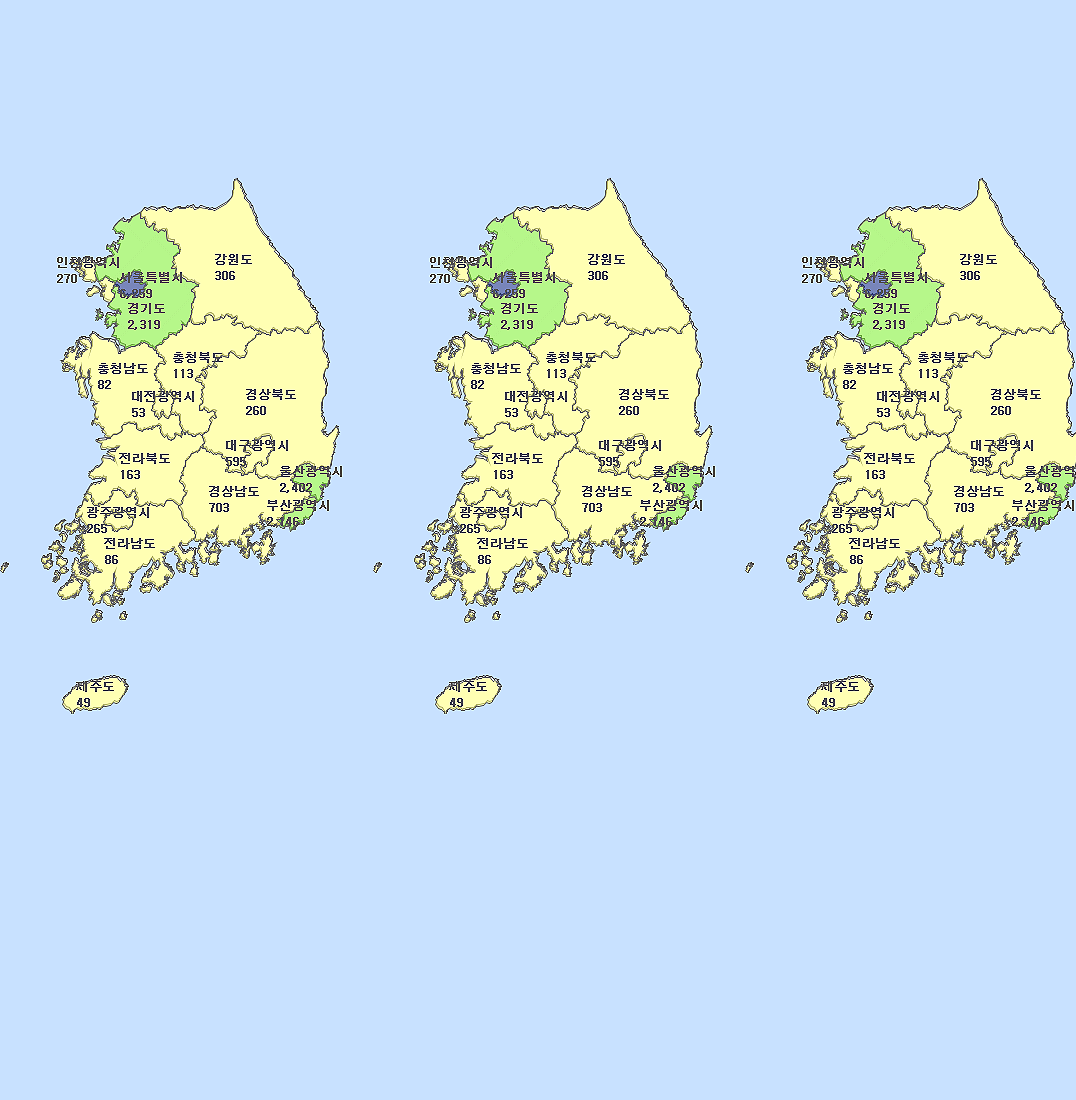 강원도
306
인천광역시
270
서울특별시
경기도
2,319
충청북도
113
충청남도
82
대전광역시
53
경상북도
260
대구광역시
595
전라북도
163
울산광역시
2,402
경상남도
703
부산광역시
광주광역시
265
전라남도
86
제주도
49
강원도
306
인천광역시
270
서울특별시
경기도
2,319
충청북도
113
충청남도
82
대전광역시
53
경상북도
260
대구광역시
595
전라북도
163
울산광역시
2,402
경상남도
703
부산광역시
광주광역시
265
전라남도
86
제주도
49
강원도
306
인천광역시
270
서울특별시
경기도
2,319
충청북도
113
충청남도
82
대전광역시
53
경상북도
260
대구광역시
595
전라북도
163
울산광역
2,402
경상남도
703
부산광역시
광주광역시
265
전라남도
86
제주도
49